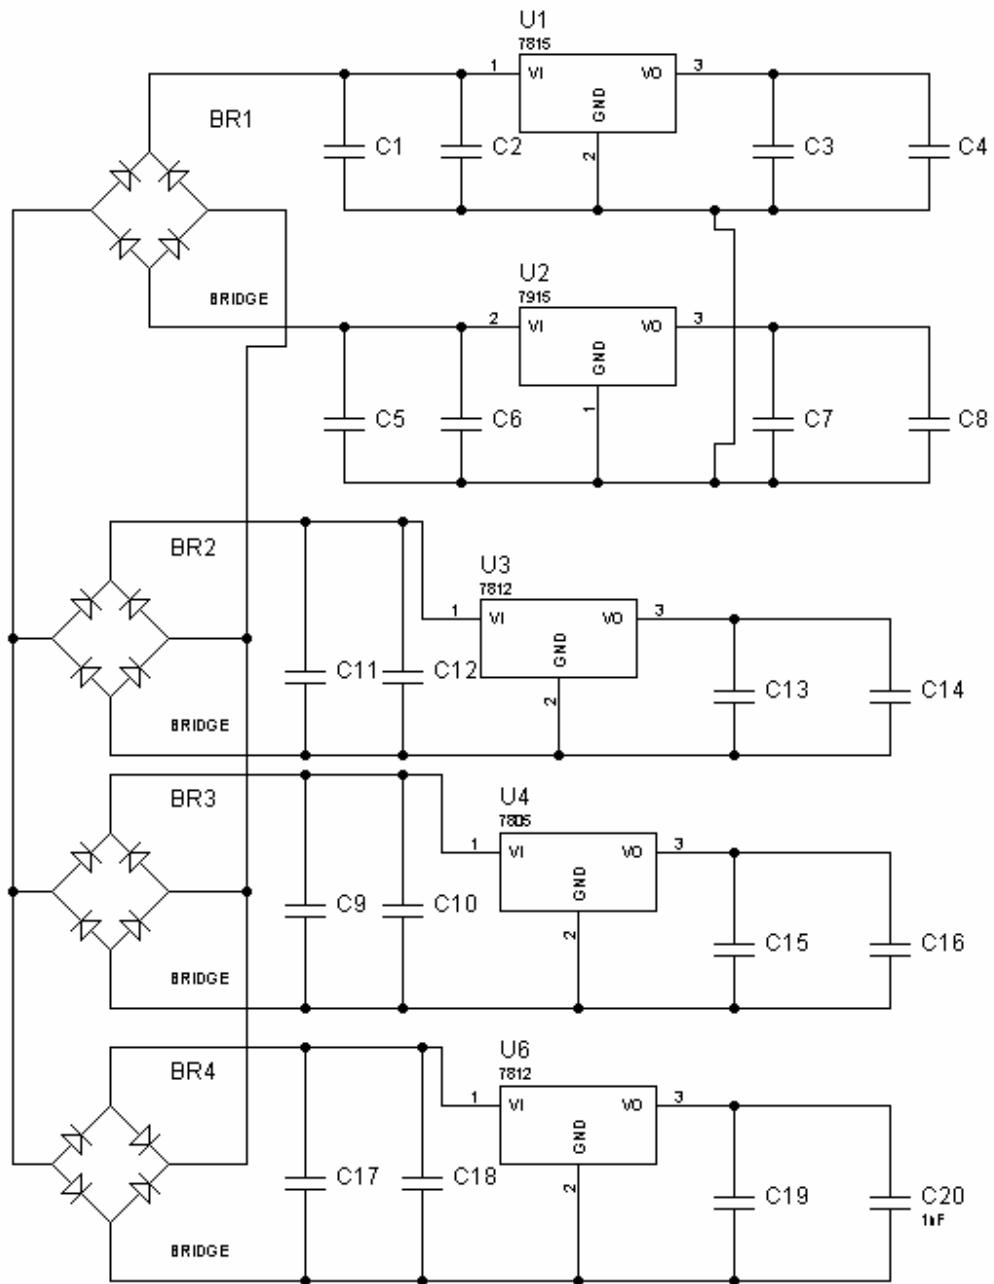 U1
7815
1 VI VO 3
GND
2
BR1
C1 C2 C3 C4
BRIDGE
U2
7915
2 VI VO 3
GND
1
C5 C6 C7 C8
BR2
U3
7812
1 VI VO 3
GND
2
C11 C12 C13 C14
BRIDGE
BR3
U4
7805
1 VI VO 3
GND
2
C9 C10 C15 C16
BRIDGE
BR4
U6
7812
1 VI VO 3
GND
2
C17 C18 C19 C20
1uF
BRIDGE